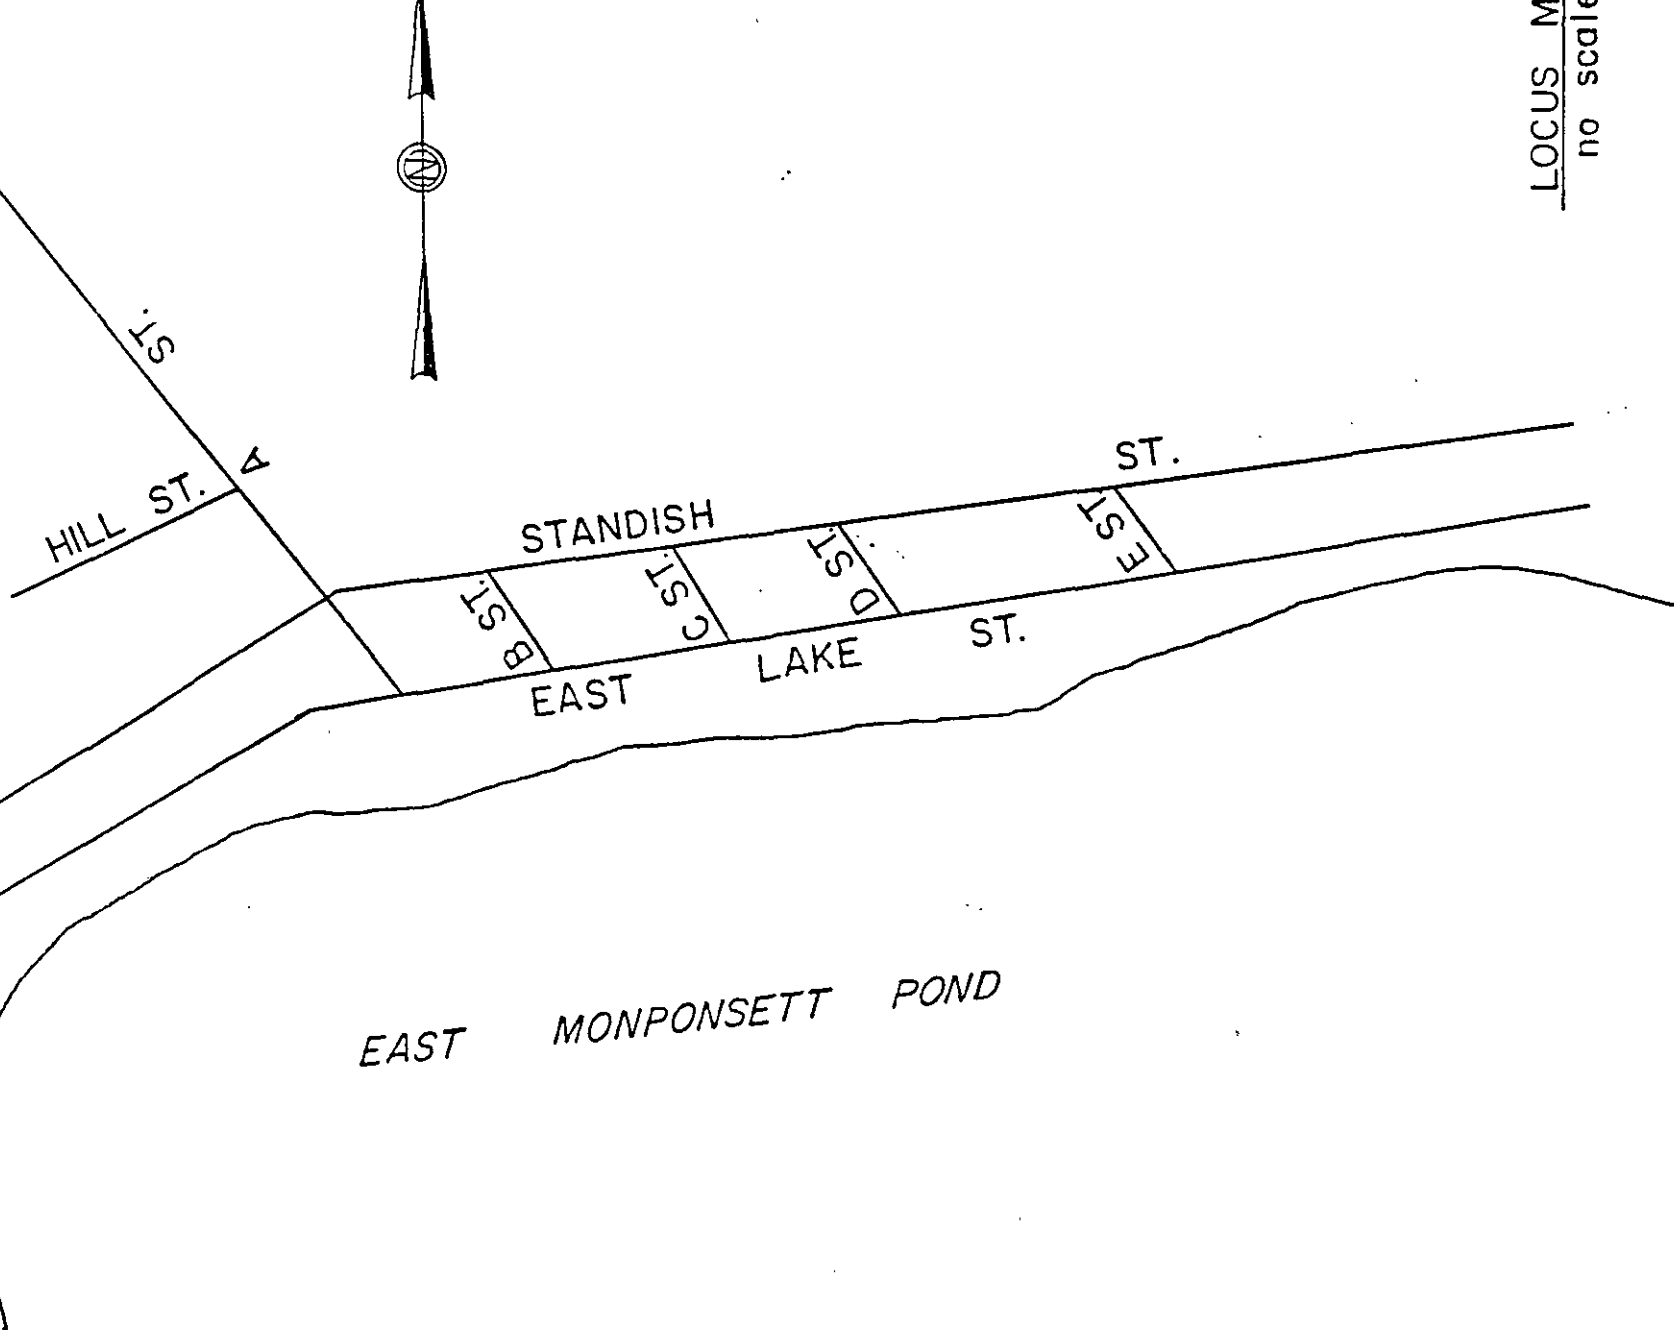 LOCUS M
no scale
N
A ST.
HILL ST.
STANDISH ST.
B ST.
C ST.
D ST.
E ST
EAST LAKE ST.
EAST MONPONSETT POND